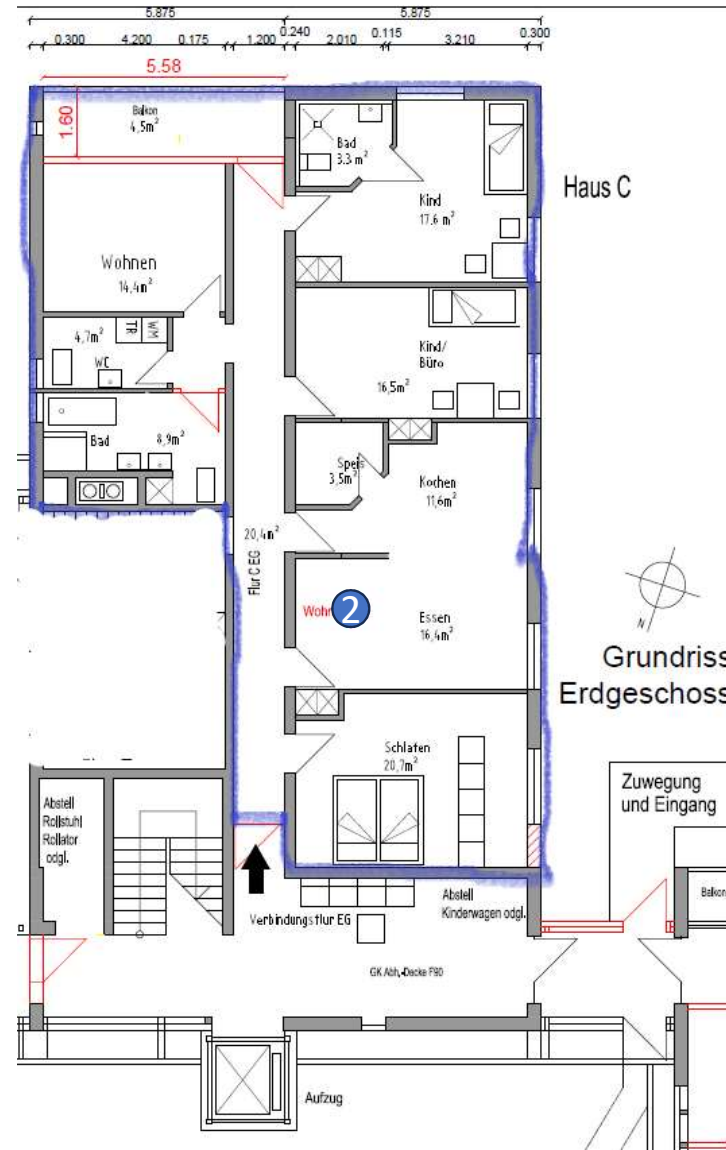 5.875 5.875
0.300 4.200 0.175 1.200 0.240 2.010 0.115 3.210 0.300
5.58
1.60
Balkon
4,5m²
Bad
3.3 m²
Kind
17.6 m²
Haus C
Wohnen
14,4m²
4,7m²
TR
WM
WC
Kind/
Büro
16,5m²
Bad
8,9m²
Speis
3,5m²
Kochen
11,6m²
20,4m²
Flur C EG
2
Essen
16,4m²
N
Grundriss
Erdgeschoss
Schlafen
20,7m²
Zuwegung
und Eingang
Abstell
Rollstuhl
Rollator
odgl.
Balkon
Abstell
Kinderwagen odgl.
Verbindungsflur EG
GK Abh,-Decke F90
Aufzug